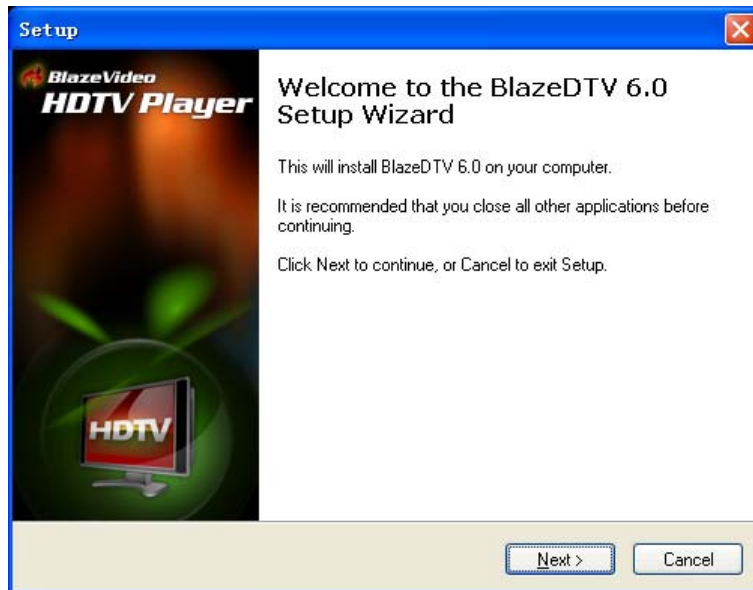 Setup
BlazeVideo
HDTV Player
Welcome to the BlazeDTV 6.0
Setup Wizard
This will install BlazeDTV 6.0 on your computer.
It is recommended that you close all other applications before
continuing.
Click Next to continue, or Cancel to exit Setup.
HDTV
Next >
Cancel